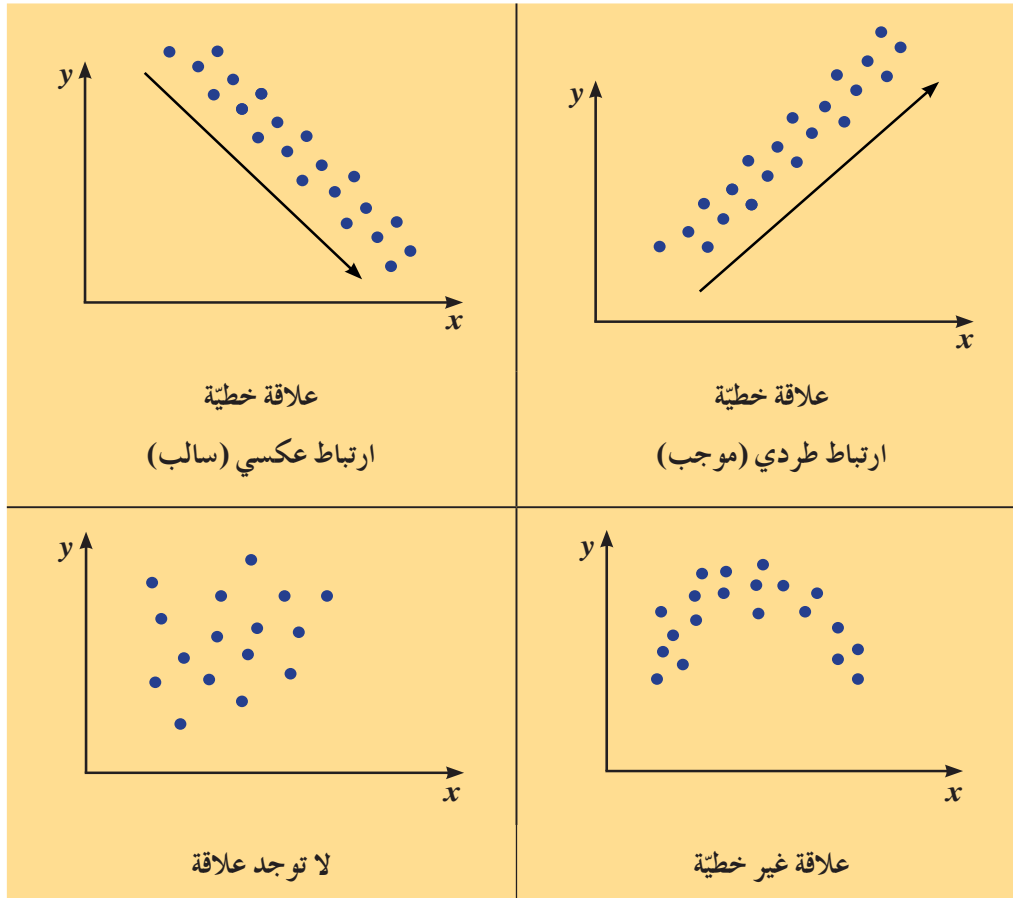 y
x
علاقة خطيّة
ارتباط طردي (موجب)
y
x
علاقة خطيّة
ارتباط عكسي (سالب)
y
x
علاقة غير خطيّة
y
x
لا توجد علاقة